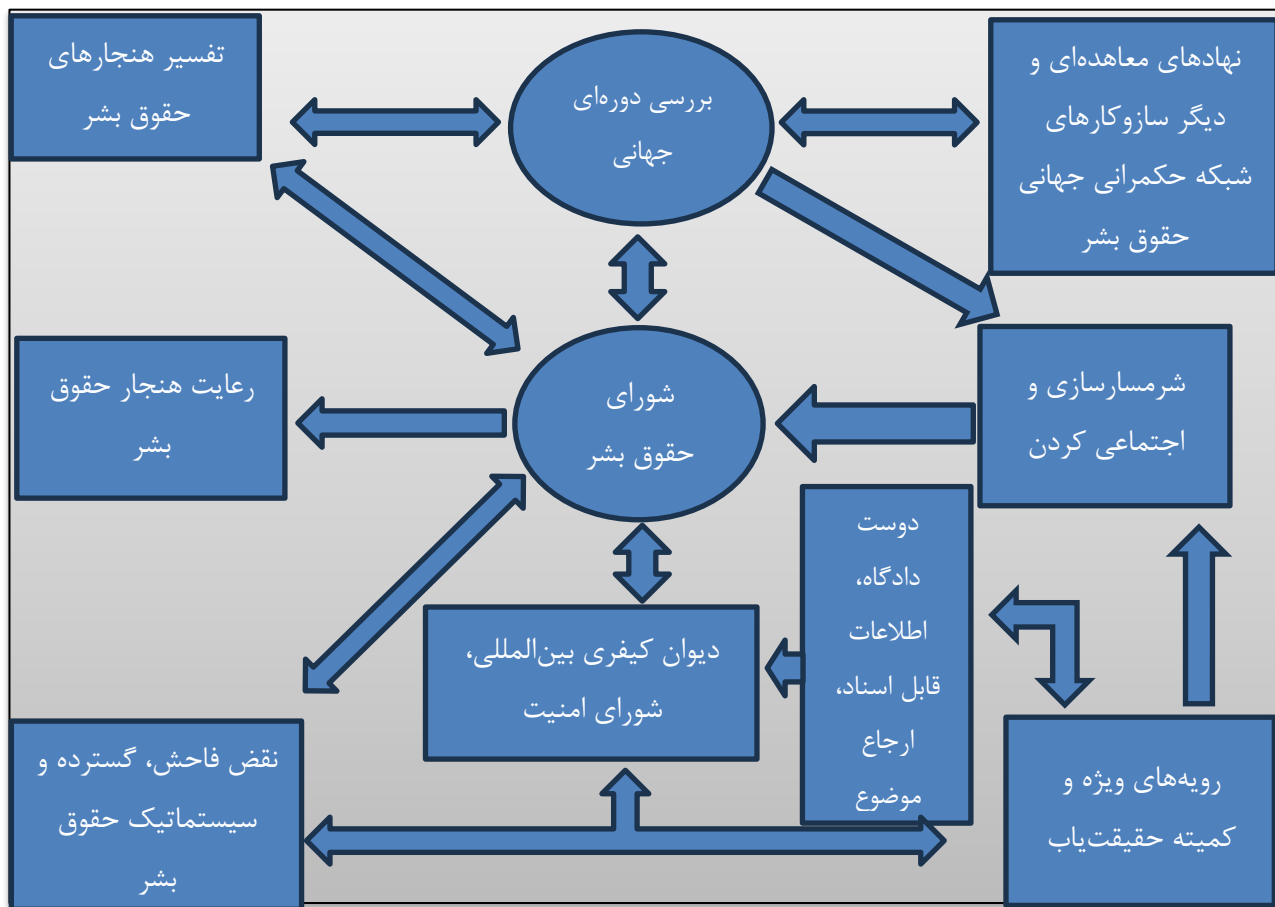 نهادهای معاهده‌ای و
دیگر سازوکارهای
شبکه حکمرانی جهانی
حقوق بشر
بررسی دوره‌ای
جهانی
تفسیر هنجارهای
حقوق بشر
شرمسارسازی و
اجتماعی کردن
شورای
حقوق بشر
رعایت هنجار حقوق
بشر
دوست
دادگاه،
اطلاعات
قابل اسناد،
ارجاع
موضوع
دیوان کیفری بین‌المللی،
شورای امنیت
رویه‌های ویژه و
کمیته حقیقت‌یاب
نقض فاحش، گسترده و
سیستماتیک حقوق
بشر